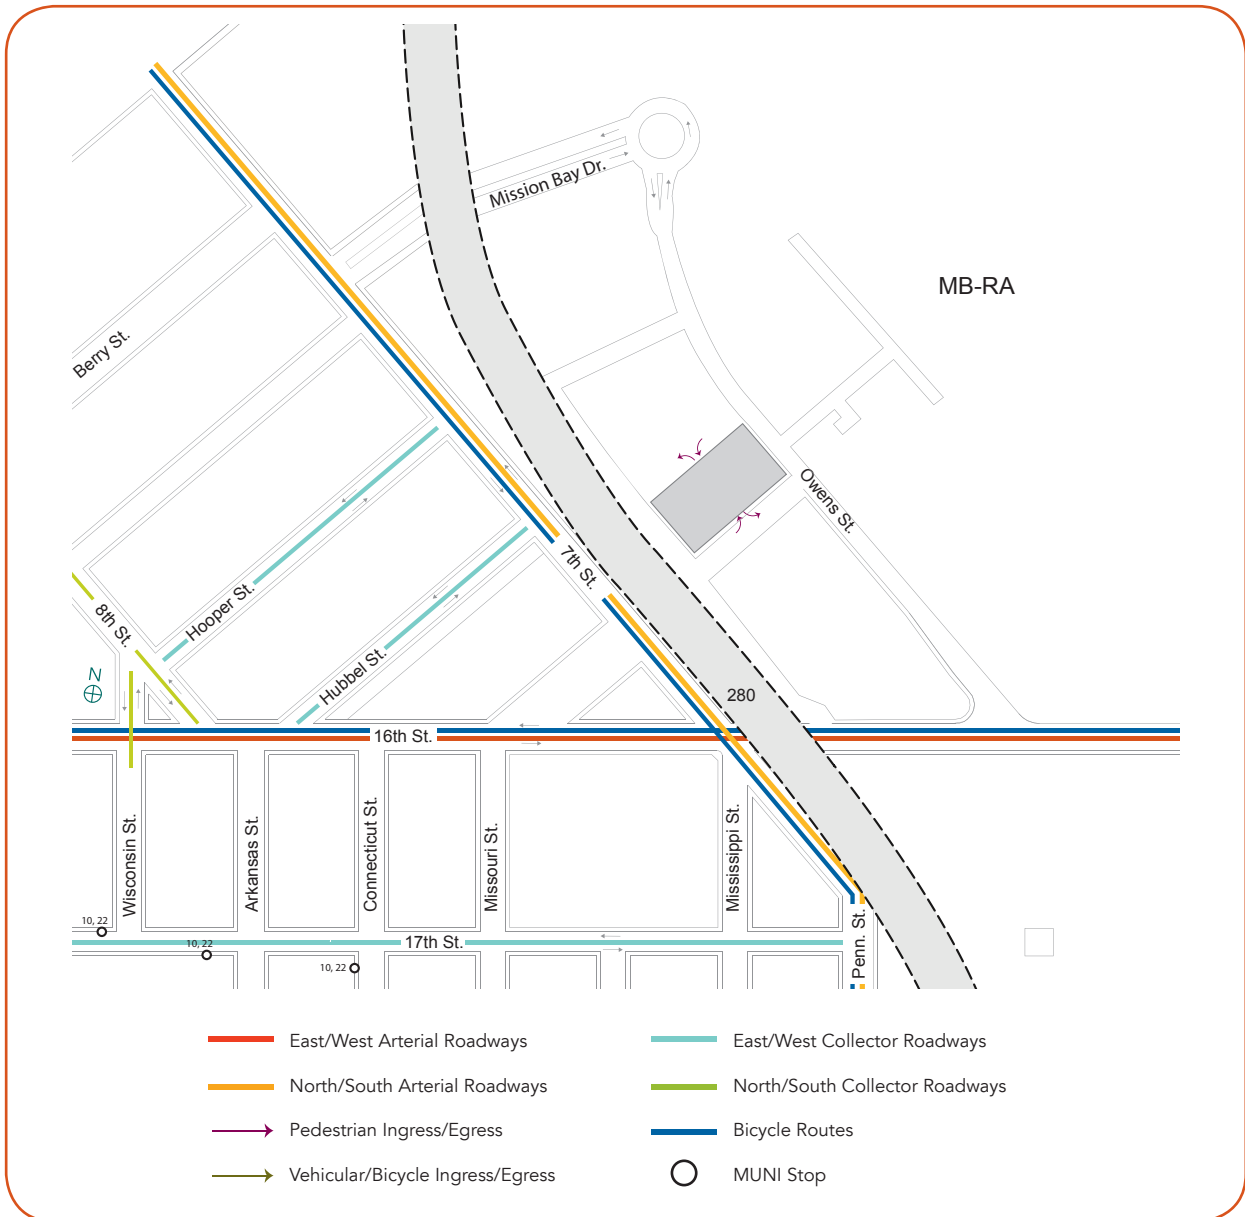 Mission Bay Dr.
MB-RA
Berry St.
Owens St.
7th St.
Hooper St.
8th St.
Hubbel St.
N
280
16th St.
Wisconsin St.
Arkansas St.
Connecticut St.
Missouri St.
Mississippi St.
Penn. St.
10, 22
10, 22
17th St.
10, 22
East/West Arterial Roadways
East/West Collector Roadways
North/South Arterial Roadways
North/South Collector Roadways
Pedestrian Ingress/Egress
Bicycle Routes
Vehicular/Bicycle Ingress/Egress
MUNI Stop